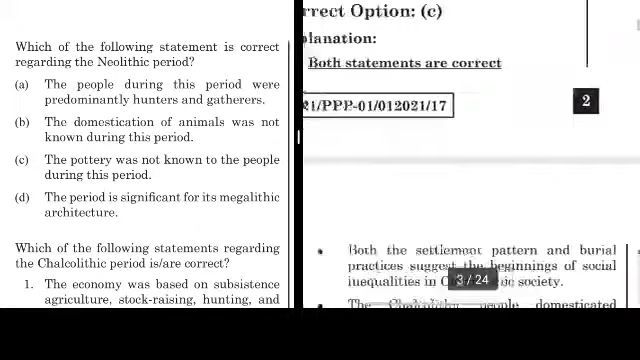 Which of the following statement is correct
regarding the Neolithic period?
(a) The people during this period were
predominantly hunters and gatherers.
(b) The domestication of animals was not
known during this period.
(c) The pottery was not known to the people
during this period.
(d) The period is significant for its megalithic
architecture.
Which of the following statements regarding
the Chalcolithic period is/are correct?
1. The economy was based on subsistence
agriculture, stock-raising, hunting, and
rrect Option: (c)
planation:
Both statements are correct
21/PPP-01/012021/17
2
• Both the settlement pattern and burial
practices suggest the beginnings of social
inequalities in society.
3 / 24
• The people domesticated